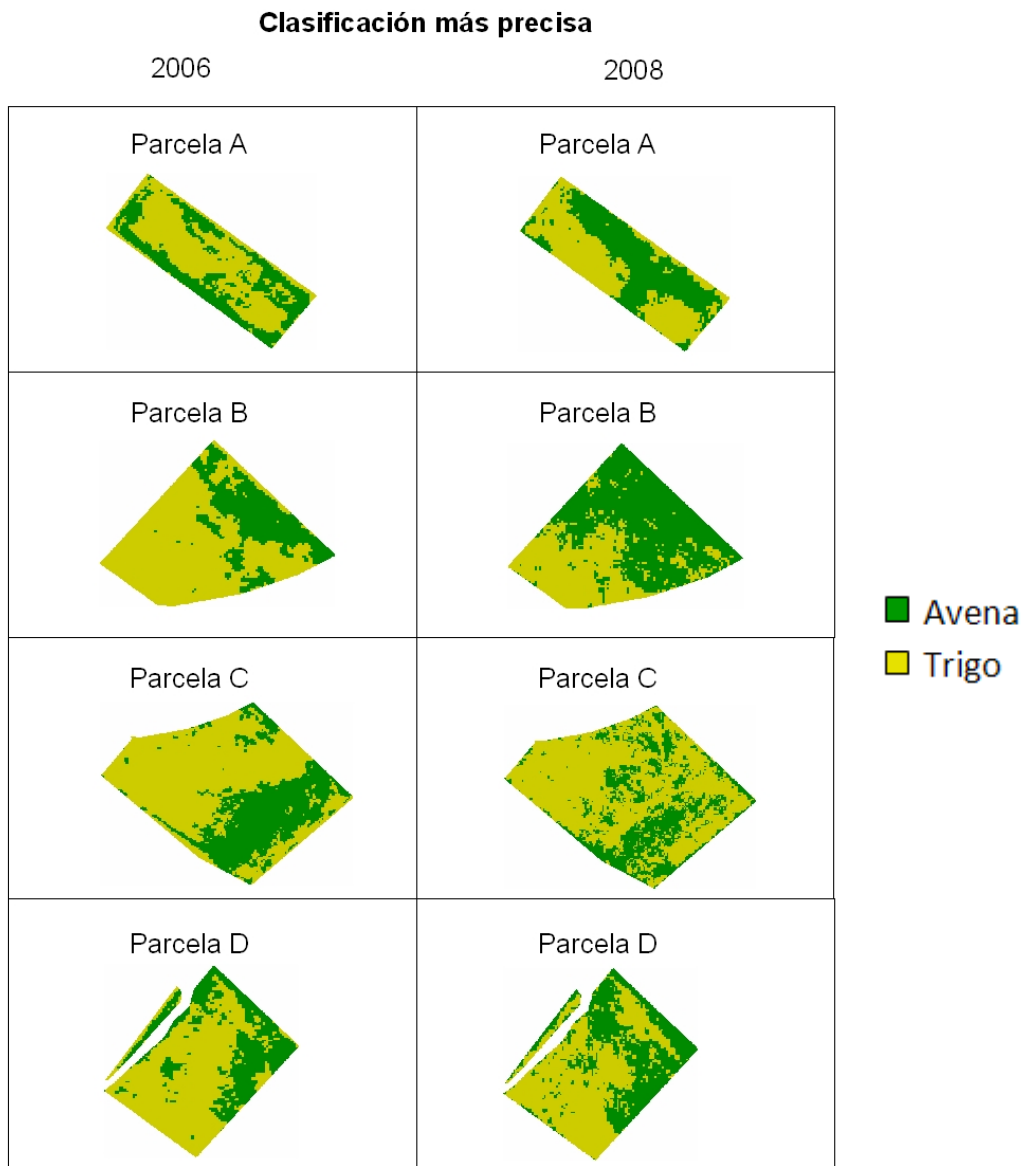 Clasificación más precisa
2006 2008
Parcela A Parcela A
Parcela B Parcela B
Avena
Trigo
Parcela C Parcela C
Parcela D Parcela D